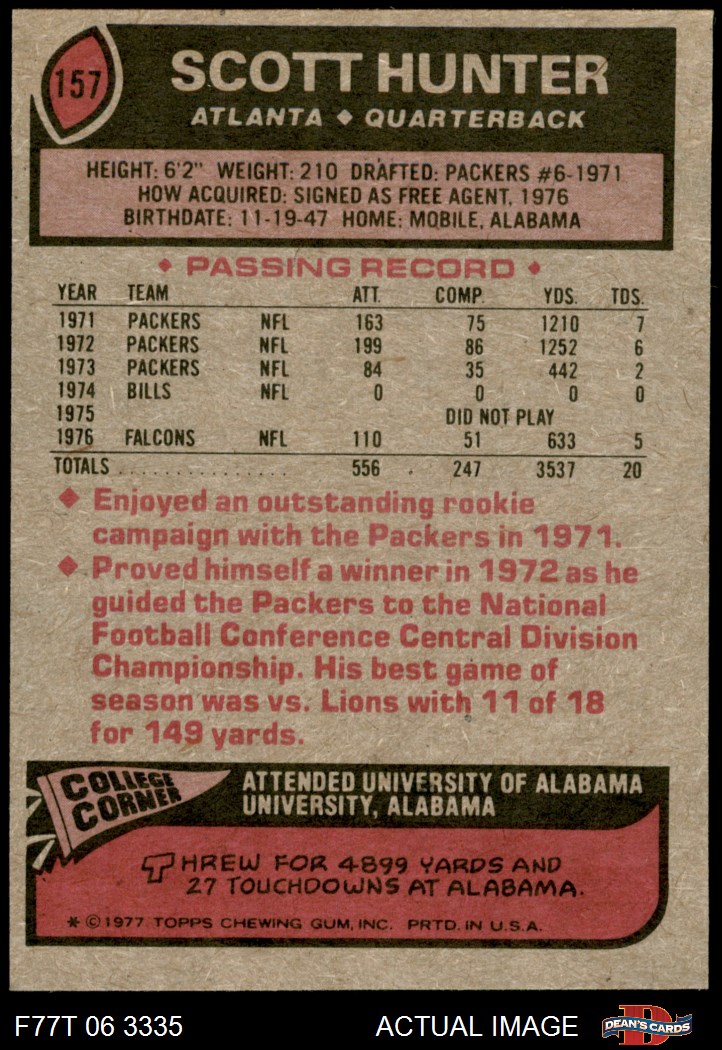 157
SCOTT HUNTER
ATLANTA ◆ QUARTERBACK
HEIGHT: 6'2" WEIGHT: 210 DRAFTED: PACKERS #6-1971
HOW ACQUIRED: SIGNED AS FREE AGENT, 1976
BIRTHDATE: 11-19-47 HOME: MOBILE, ALABAMA
◆ PASSING RECORD ◆
YEAR TEAM ATT. COMP. YDS. TDS.
1971 PACKERS NFL 163 75 1210 7
1972 PACKERS NFL 199 86 1252 6
1973 PACKERS NFL 84 35 442 2
1974 BILLS NFL 0 0 0 0
1975 DID NOT PLAY
1976 FALCONS NFL 110 51 633 5
TOTALS . . . . . . . . . . . . . . 556 247 3537 20
◆ Enjoyed an outstanding rookie
campaign with the Packers in 1971.
◆ Proved himself a winner in 1972 as he
guided the Packers to the National
Football Conference Central Division
Championship. His best game of
season was vs. Lions with 11 of 18
for 149 yards.
COLLEGE
CORNER
ATTENDED UNIVERSITY OF ALABAMA
UNIVERSITY, ALABAMA
THREW FOR 4899 YARDS AND
27 TOUCHDOWNS AT ALABAMA.
* © 1977 TOPPS CHEWING GUM, INC. PRTD. IN U.S.A.
F77T 06 3335 ACTUAL IMAGE
D
DEAN'S CARDS